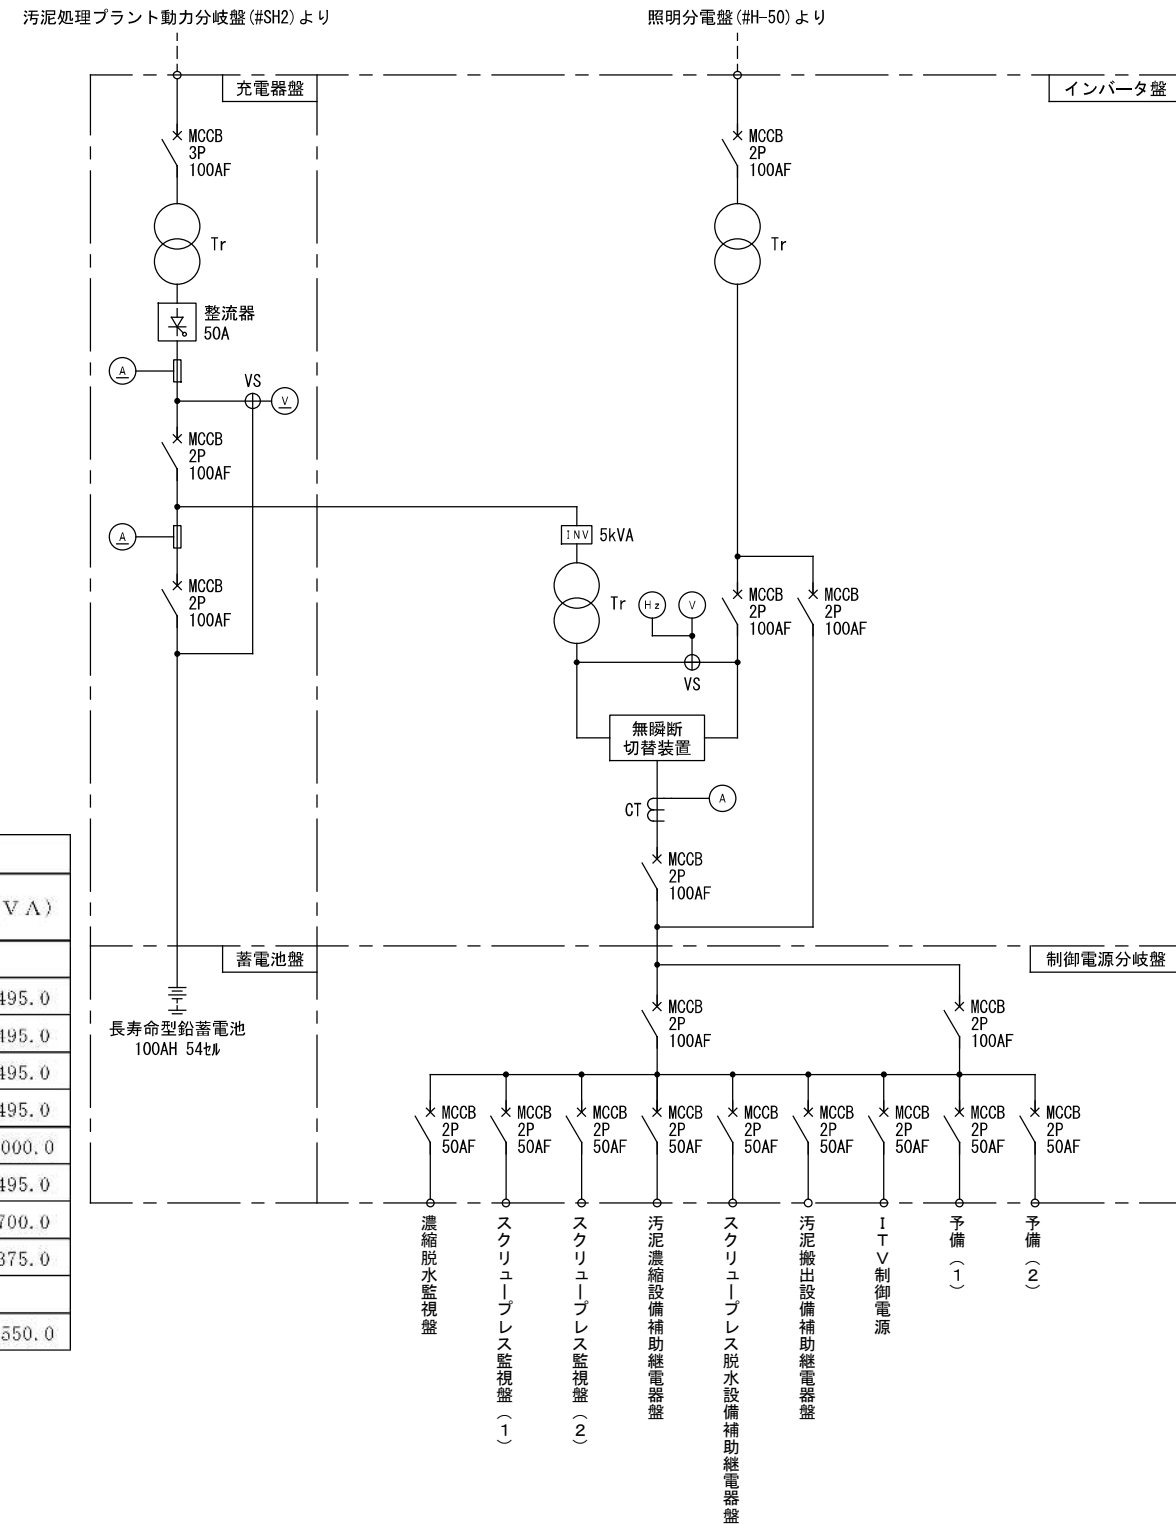 汚泥処理プラント動力分岐盤(#SH2)より
照明分電盤(#H-50)より
充電器盤
インバータ盤
MCCB
3P
100AF
MCCB
2P
100AF
Tr
Tr
整流器
50A
A
VS
V
MCCB
2P
100AF
A
INV
5kVA
MCCB
2P
100AF
Tr
Hz
V
MCCB
2P
100AF
MCCB
2P
100AF
VS
無瞬断
切替装置
CT
A
MCCB
2P
100AF
蓄電池盤
制御電源分岐盤
長寿命型鉛蓄電池
100AH 54ｾﾙ
MCCB
2P
100AF
MCCB
2P
100AF
MCCB
2P
50AF
MCCB
2P
50AF
MCCB
2P
50AF
MCCB
2P
50AF
MCCB
2P
50AF
MCCB
2P
50AF
MCCB
2P
50AF
MCCB
2P
50AF
MCCB
2P
50AF
濃縮脱水監視盤
スクリュープレス監視盤（1）
スクリュープレス監視盤（2）
汚泥濃縮設備補助継電器盤
スクリュープレス脱水設備補助継電器盤
汚泥搬出設備補助継電器盤
ITV制御電源
予備（1）
予備（2）
VA)
495.0
495.0
495.0
495.0
000.0
495.0
700.0
375.0
550.0